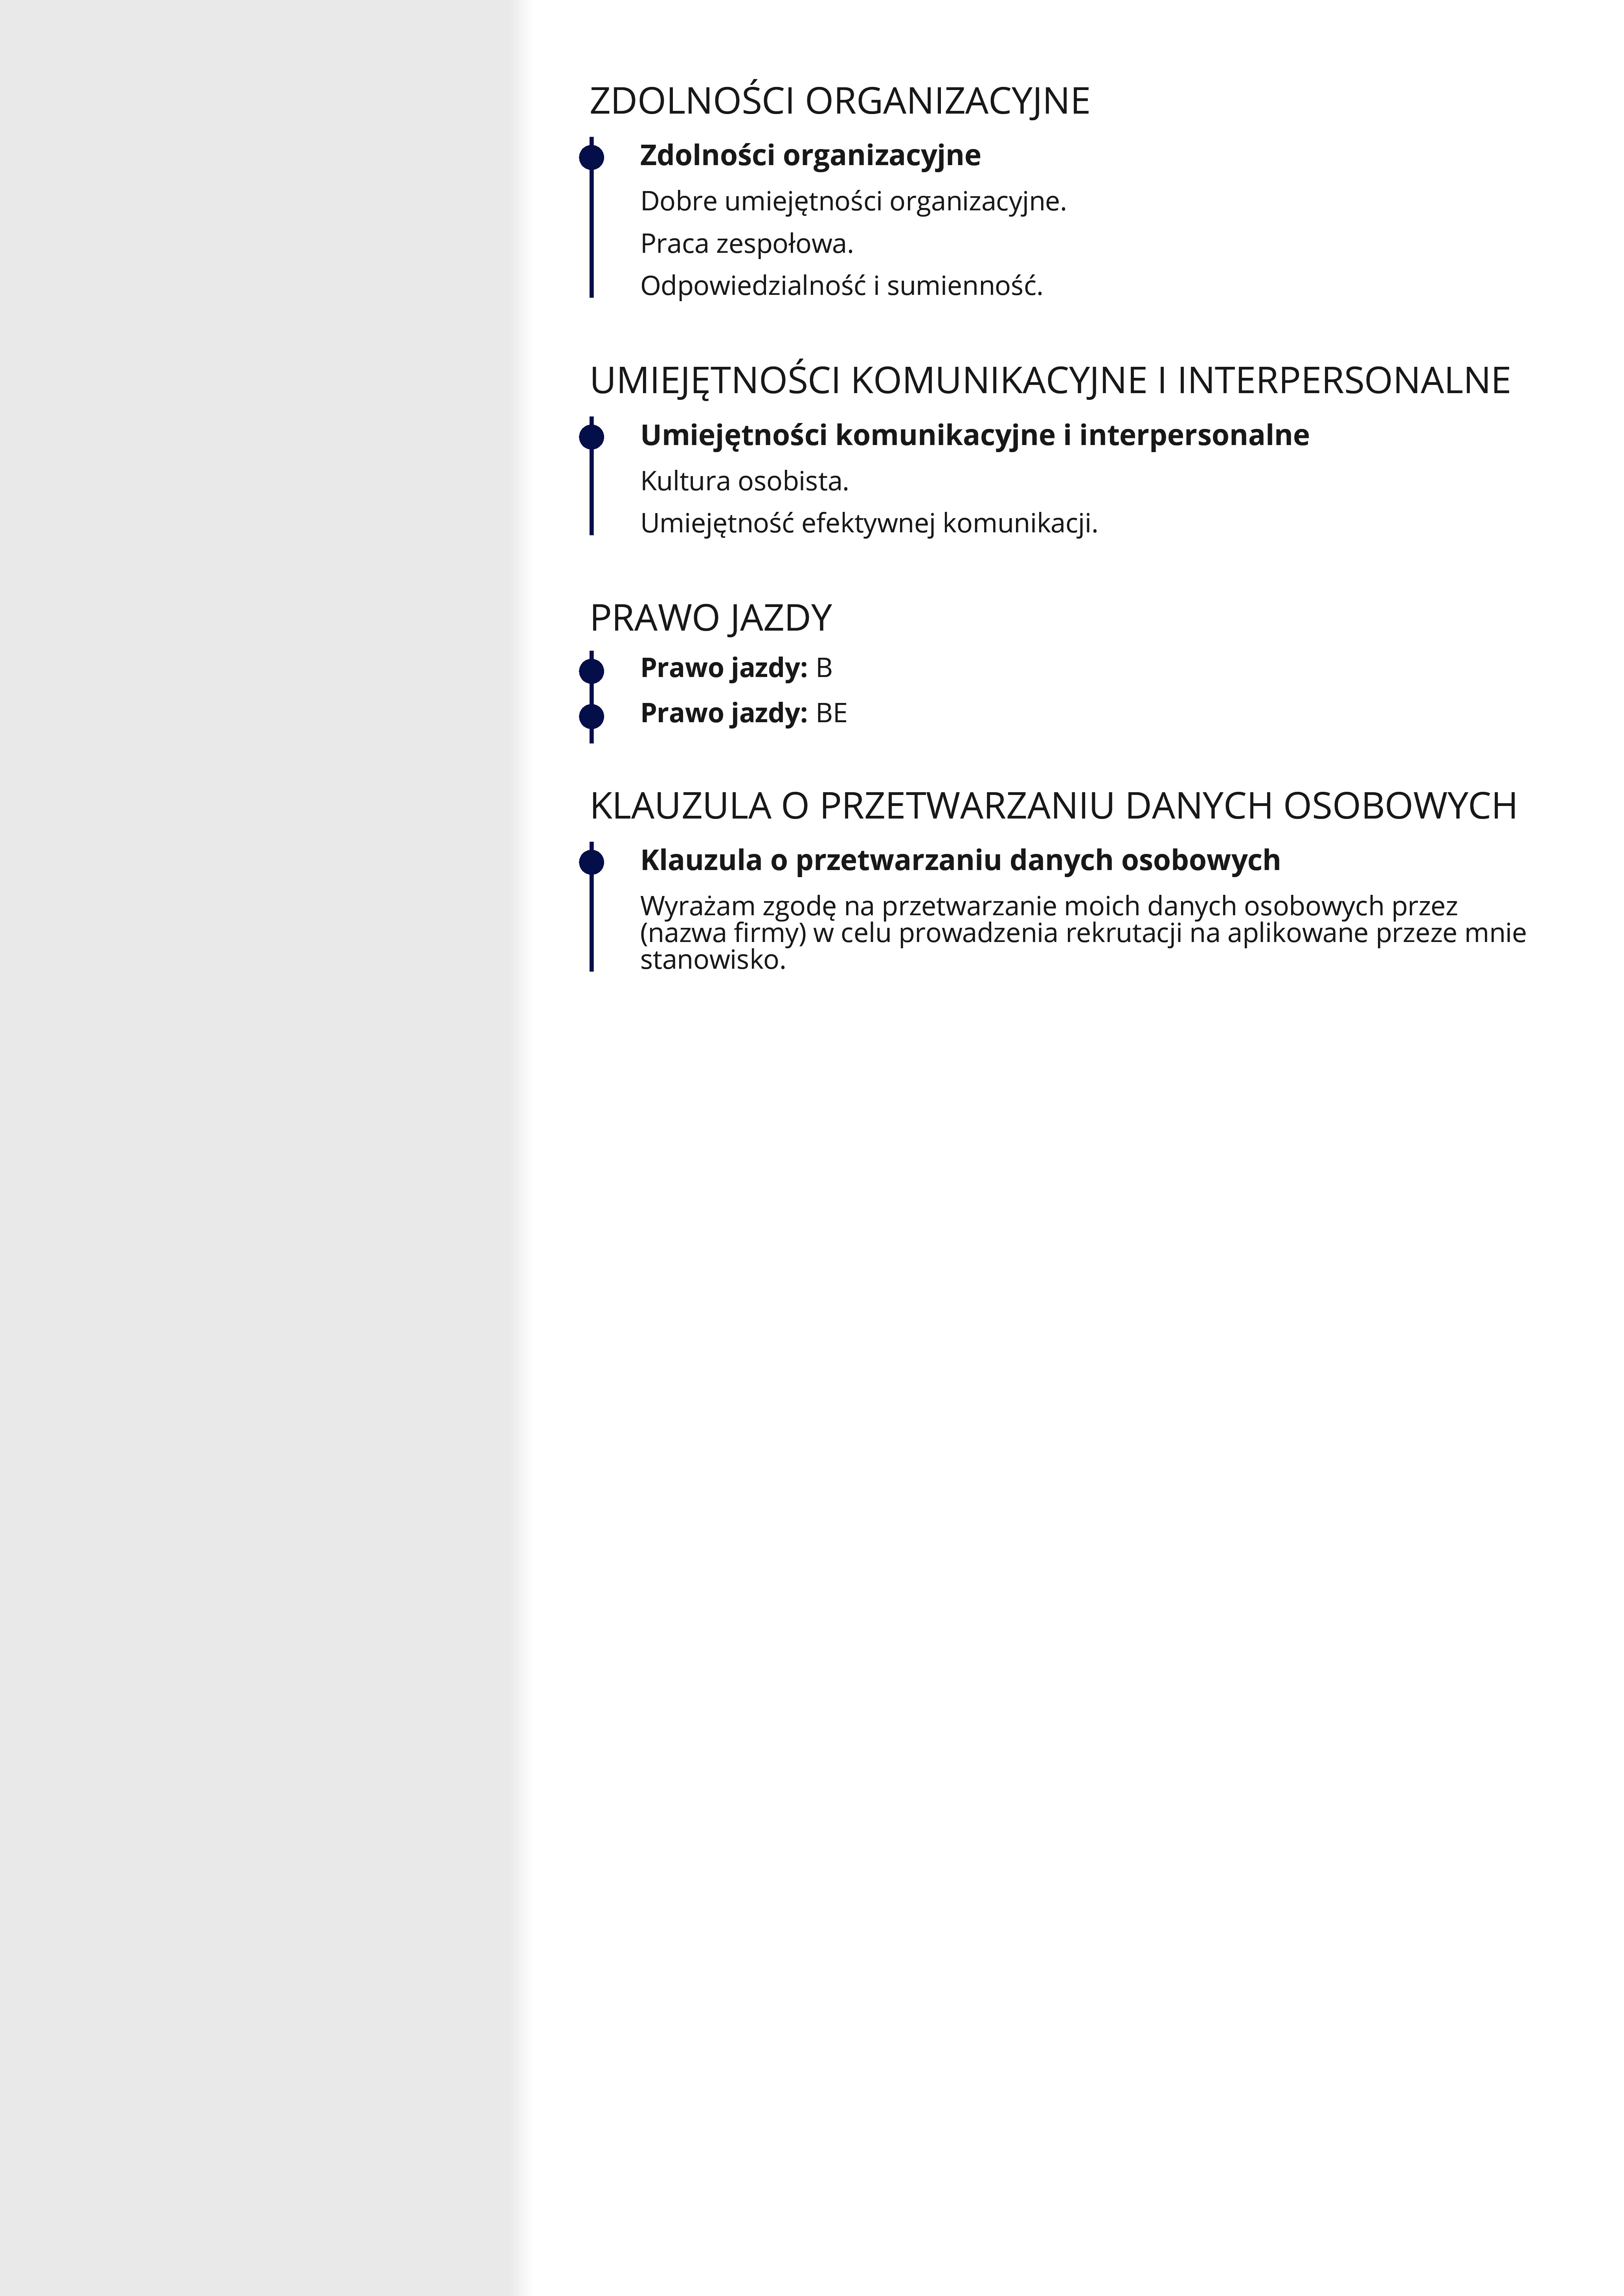 ZDOLNOŚCI ORGANIZACYJNE
Zdolności organizacyjne
Dobre umiejętności organizacyjne.
Praca zespołowa.
Odpowiedzialność i sumienność.
UMIEJĘTNOŚCI KOMUNIKACYJNE I INTERPERSONALNE
Umiejętności komunikacyjne i interpersonalne
Kultura osobista.
Umiejętność efektywnej komunikacji.
PRAWO JAZDY
Prawo jazdy: B
Prawo jazdy: BE
KLAUZULA O PRZETWARZANIU DANYCH OSOBOWYCH
Klauzula o przetwarzaniu danych osobowych
Wyrażam zgodę na przetwarzanie moich danych osobowych przez
(nazwa firmy) w celu prowadzenia rekrutacji na aplikowane przeze mnie
stanowisko.